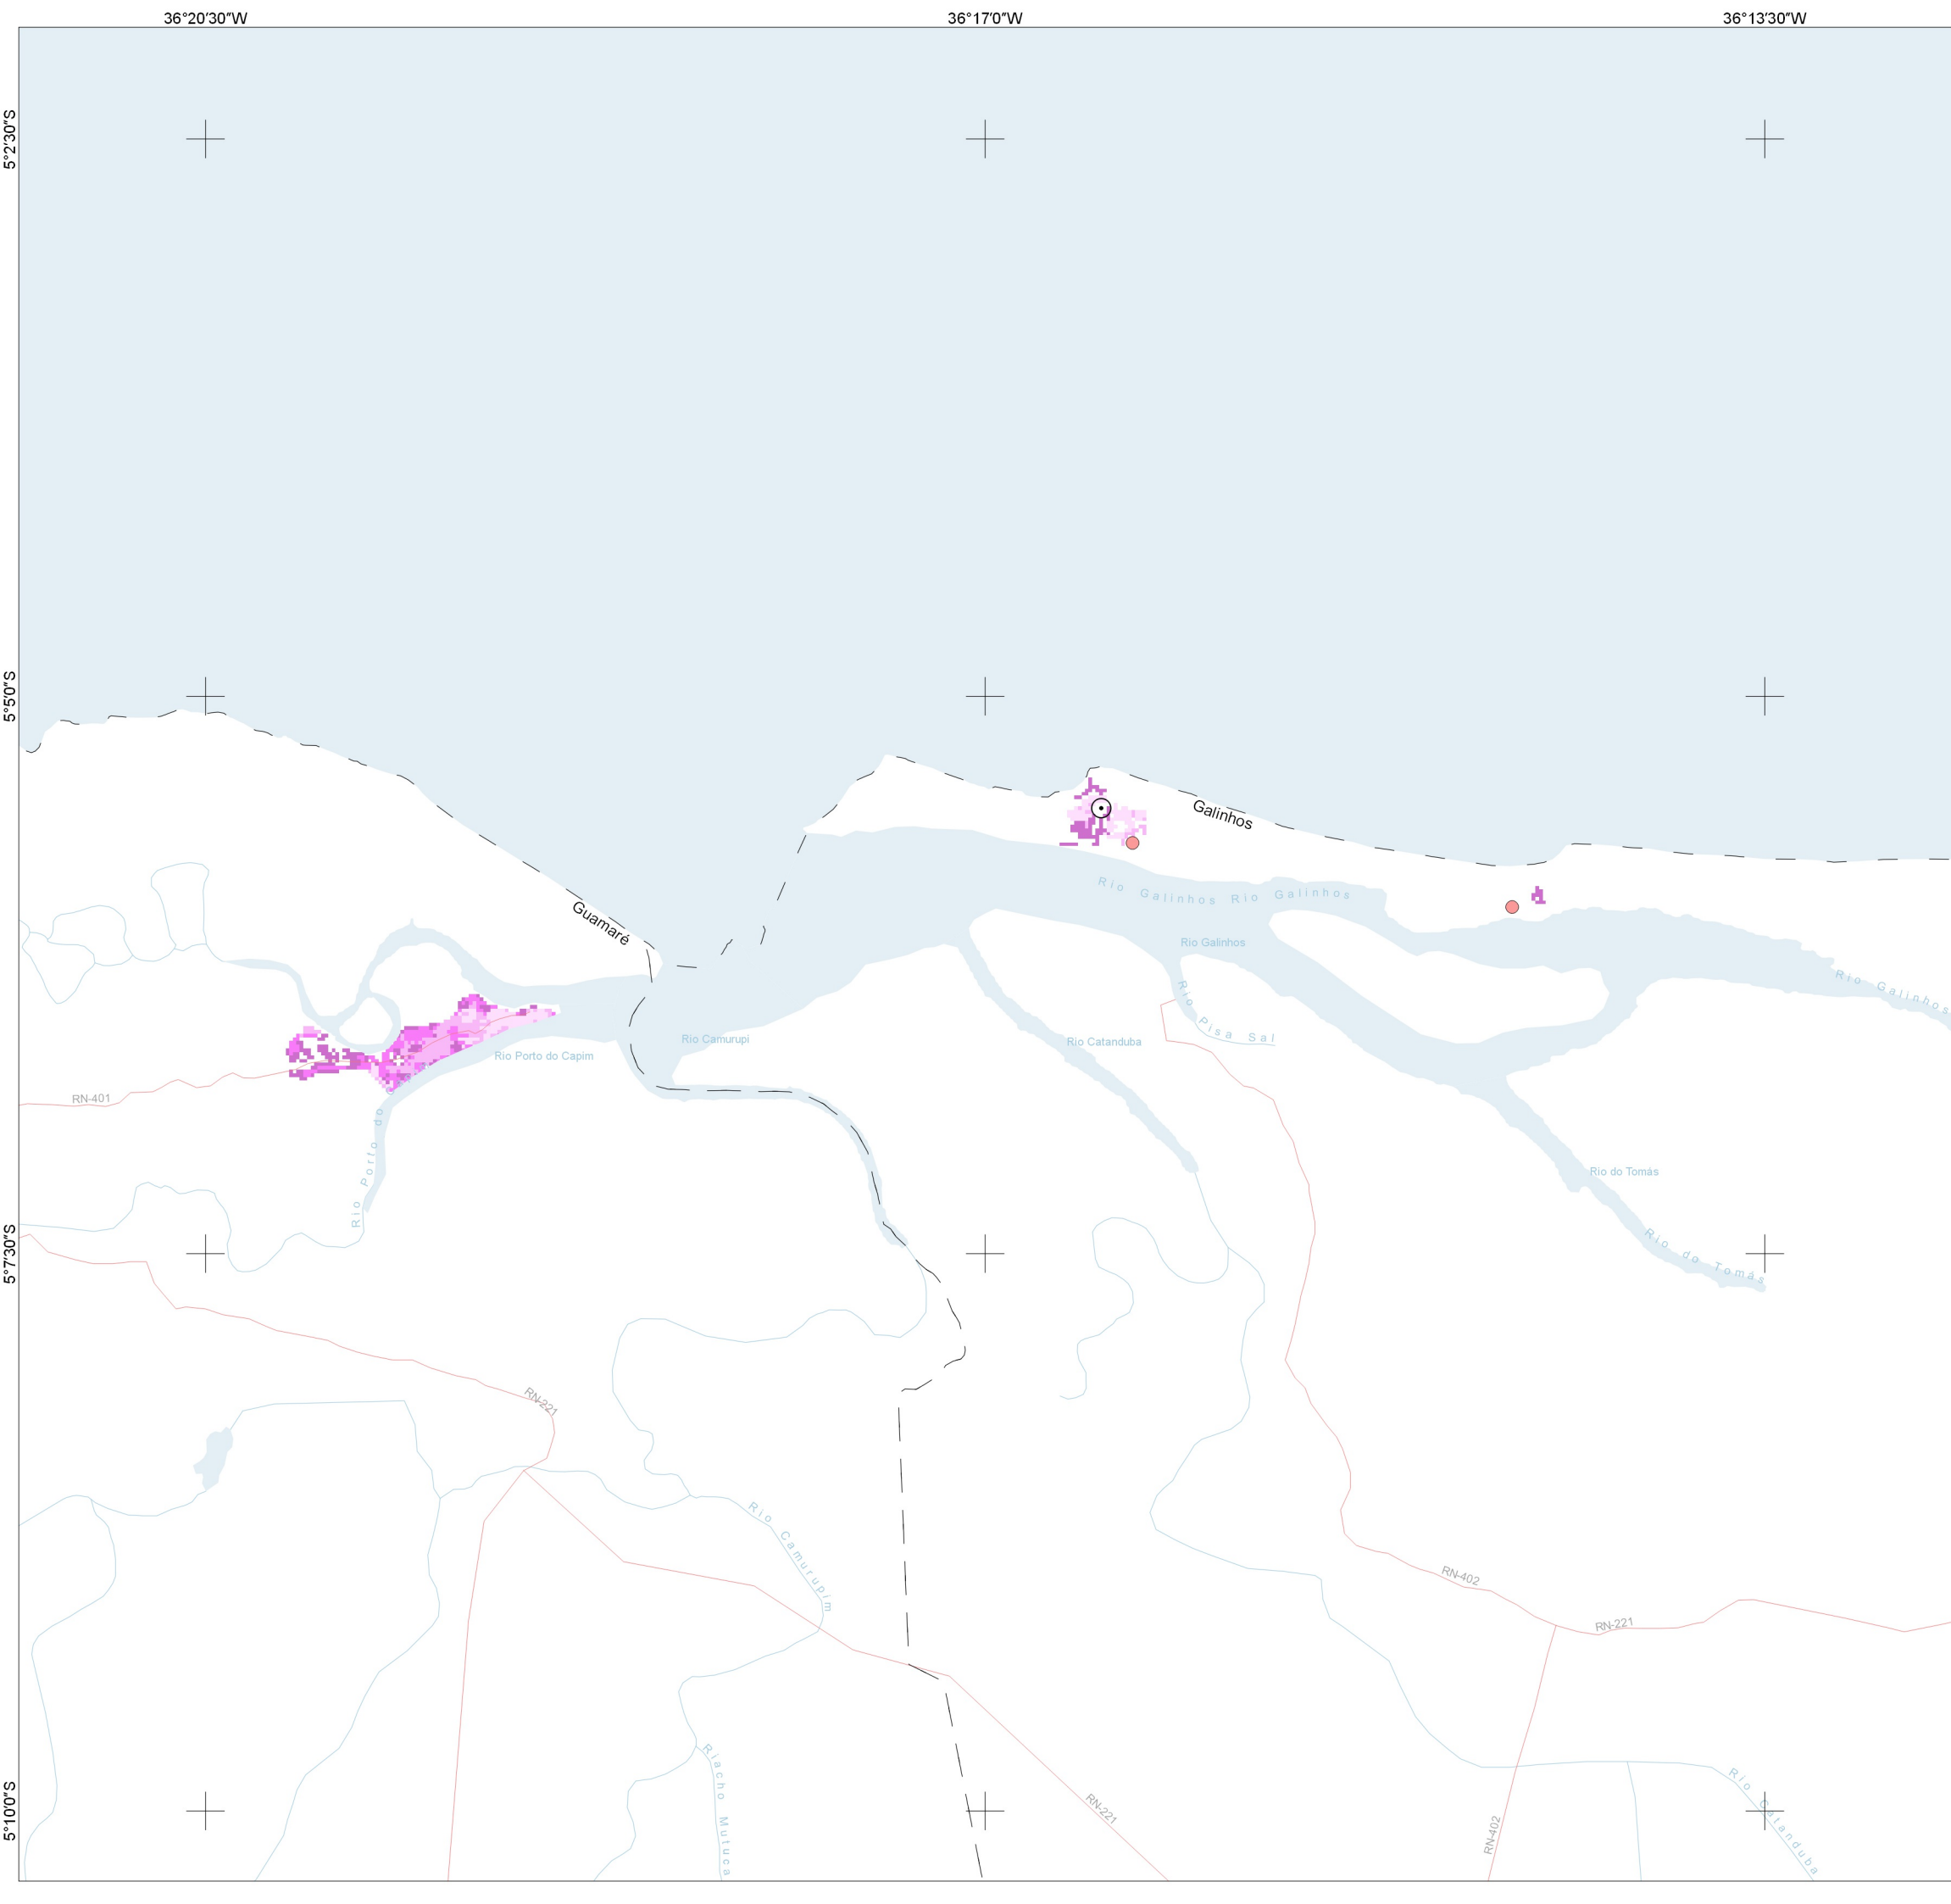 36°20'30"W
36°17'0"W
36°13'30"W
5°2'30"S
5°5'0"S
Galinhos
Rio Galinhos Rio Galinhos
Guamaré
Rio Galinhos
Rio Galinhos
Rio Pisa Sal
Rio Camurupi
Rio Catanduba
Rio Porto do Capim
RN-401
Rio Porto do
Rio do Tomás
Rio do Tomás
5°7'30"S
RN-221
Rio Camurupim
RN-402
RN-221
Riacho Mutuca
Rio Catanduba
RN-221
RN-402
5°10'0"S